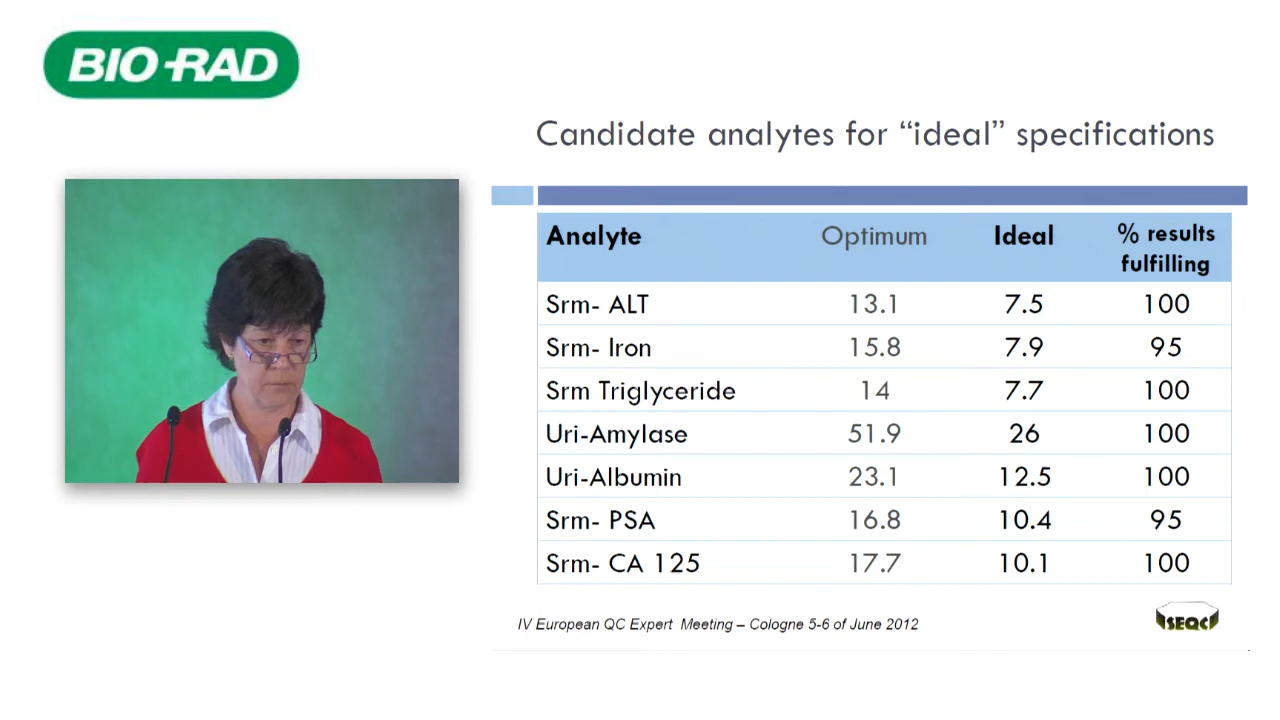 BIO-RAD
Candidate analytes for “ideal” specifications
Analyte Optimum Ideal % results fulfilling
Srm- ALT 13.1 7.5 100
Srm- Iron 15.8 7.9 95
Srm Triglyceride 14 7.7 100
Uri-Amylase 51.9 26 100
Uri-Albumin 23.1 12.5 100
Srm- PSA 16.8 10.4 95
Srm- CA 125 17.7 10.1 100
IV European QC Expert Meeting – Cologne 5-6 of June 2012
SEQC